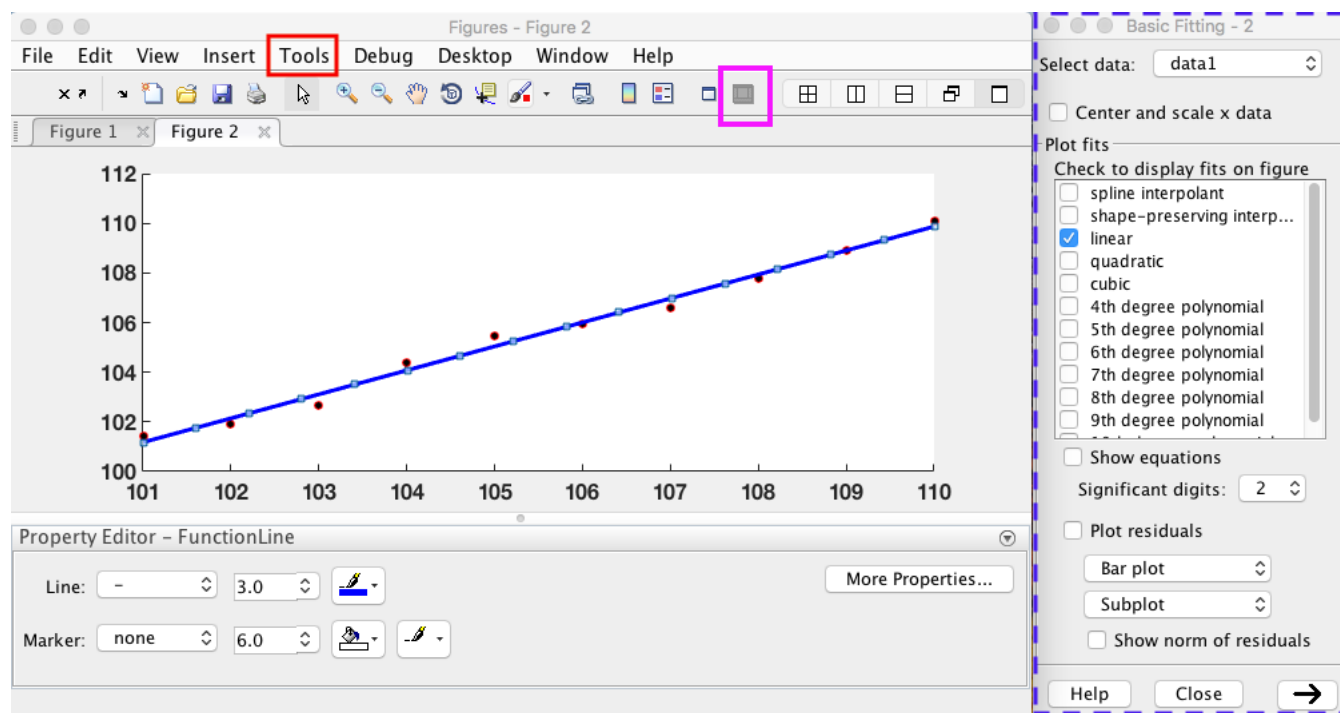 Figures - Figure 2
File Edit View Insert Tools Debug Desktop Window Help
Figure 1 Figure 2
112
110
108
106
104
102
100
101 102 103 104 105 106 107 108 109 110
Property Editor - FunctionLine
Line: - 3.0 More Properties...
Marker: none 6.0
Basic Fitting - 2
Select data: data1
Center and scale x data
Plot fits
Check to display fits on figure
spline interpolant
shape-preserving interp...
linear
quadratic
cubic
4th degree polynomial
5th degree polynomial
6th degree polynomial
7th degree polynomial
8th degree polynomial
9th degree polynomial
Show equations
Significant digits: 2
Plot residuals
Bar plot
Subplot
Show norm of residuals
Help Close